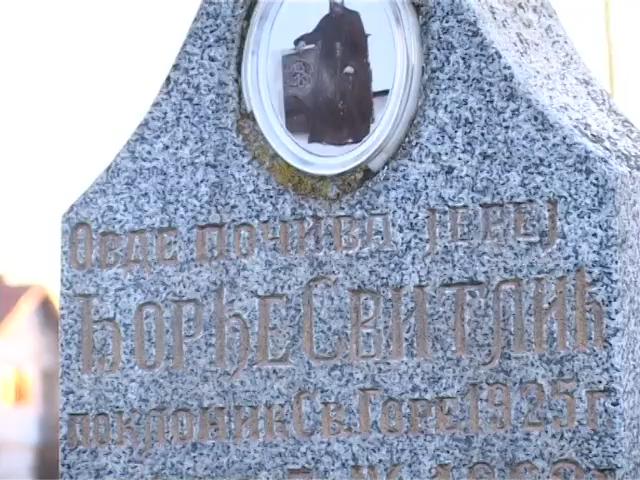 Овде почива јереј
Ђорђе Свитлић
поклоник Св. Горе 1925 г.